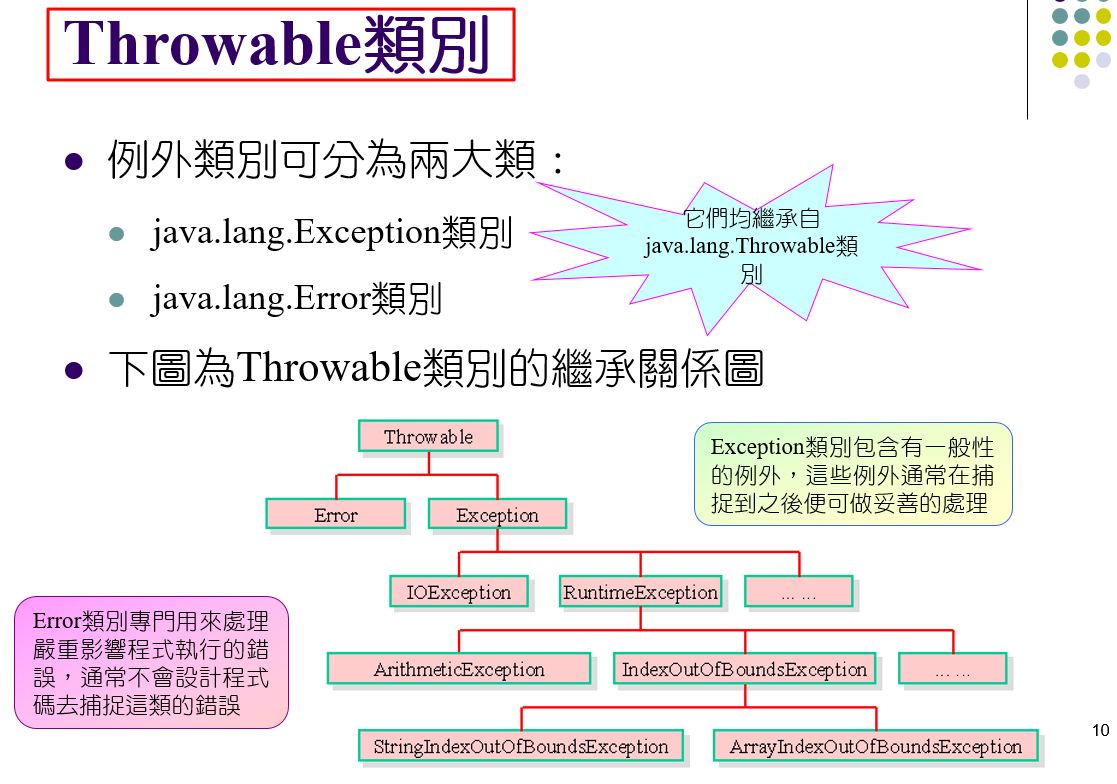 Throwable類別
例外類別可分為兩大類：
java.lang.Exception類別
它們均繼承自
java.lang.Throwable類
別
java.lang.Error類別
下圖為Throwable類別的繼承關係圖
Throwable
Exception類別包含有一般性
的例外，這些例外通常在捕
捉到之後便可做妥善的處理
Error
Exception
IOException
RuntimeException
... ...
Error類別專門用來處理
嚴重影響程式執行的錯
誤，通常不會設計程式
碼去捕捉這類的錯誤
ArithmeticException
IndexOutOfBoundsException
... ...
StringIndexOutOfBoundsException
ArrayIndexOutOfBoundsException
10